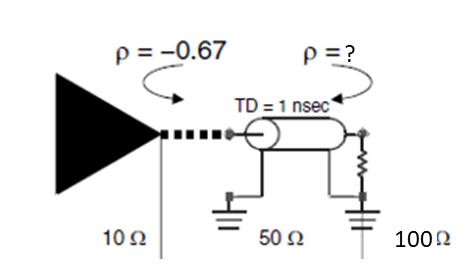 ρ = −0.67
ρ = ?
TD = 1 nsec
10 Ω
50 Ω
100 Ω